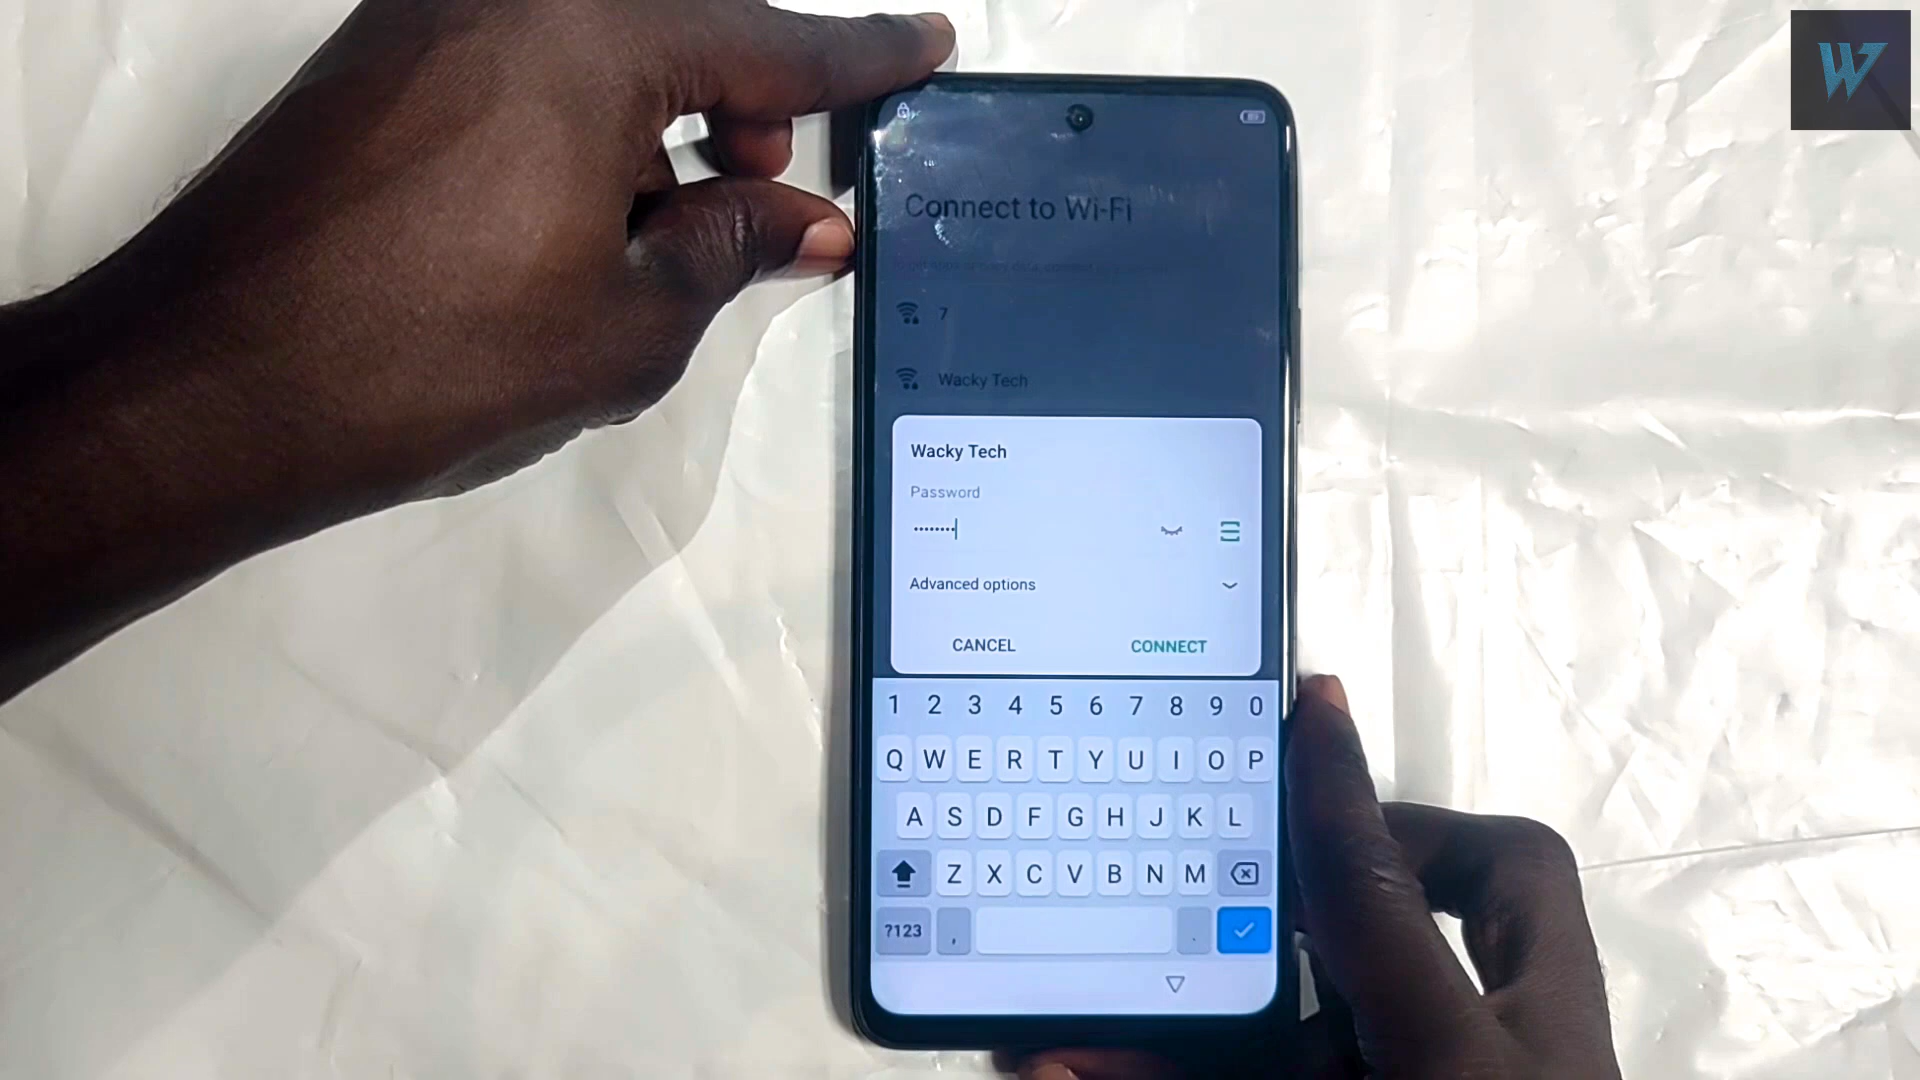 W
Connect to Wi-Fi
7
Wacky Tech
Wacky Tech
Password
Advanced options
CANCEL CONNECT
1 2 3 4 5 6 7 8 9 0
Q W E R T Y U I O P
A S D F G H J K L
Z X C V B N M
?123 , .